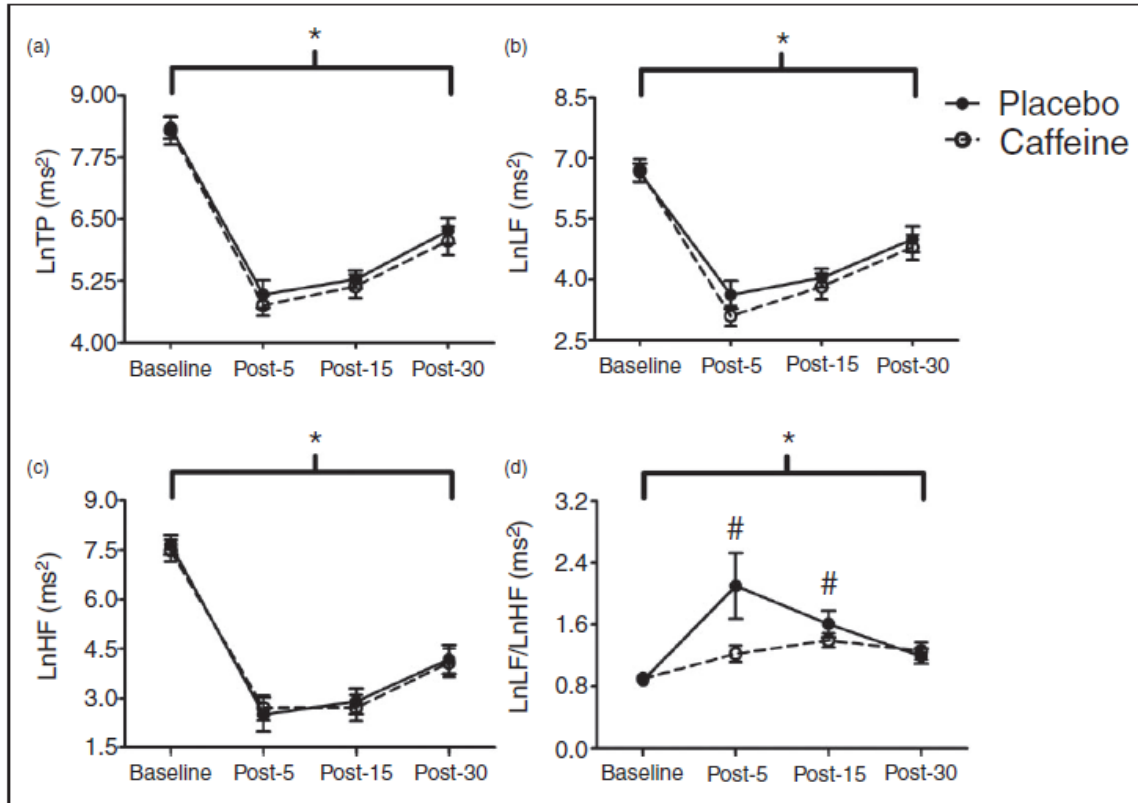 (a)
*
LnTP (ms²)
9.00
7.75
6.50
5.25
4.00
Baseline Post-5 Post-15 Post-30
(b)
*
LnLF (ms²)
8.5
7.0
5.5
4.0
2.5
Baseline Post-5 Post-15 Post-30
Placebo
Caffeine
(c)
*
LnHF (ms²)
9.0
7.5
6.0
4.5
3.0
1.5
Baseline Post-5 Post-15 Post-30
(d)
*
LnLF/LnHF (ms²)
3.2
2.4
1.6
0.8
0.0
#
#
Baseline Post-5 Post-15 Post-30